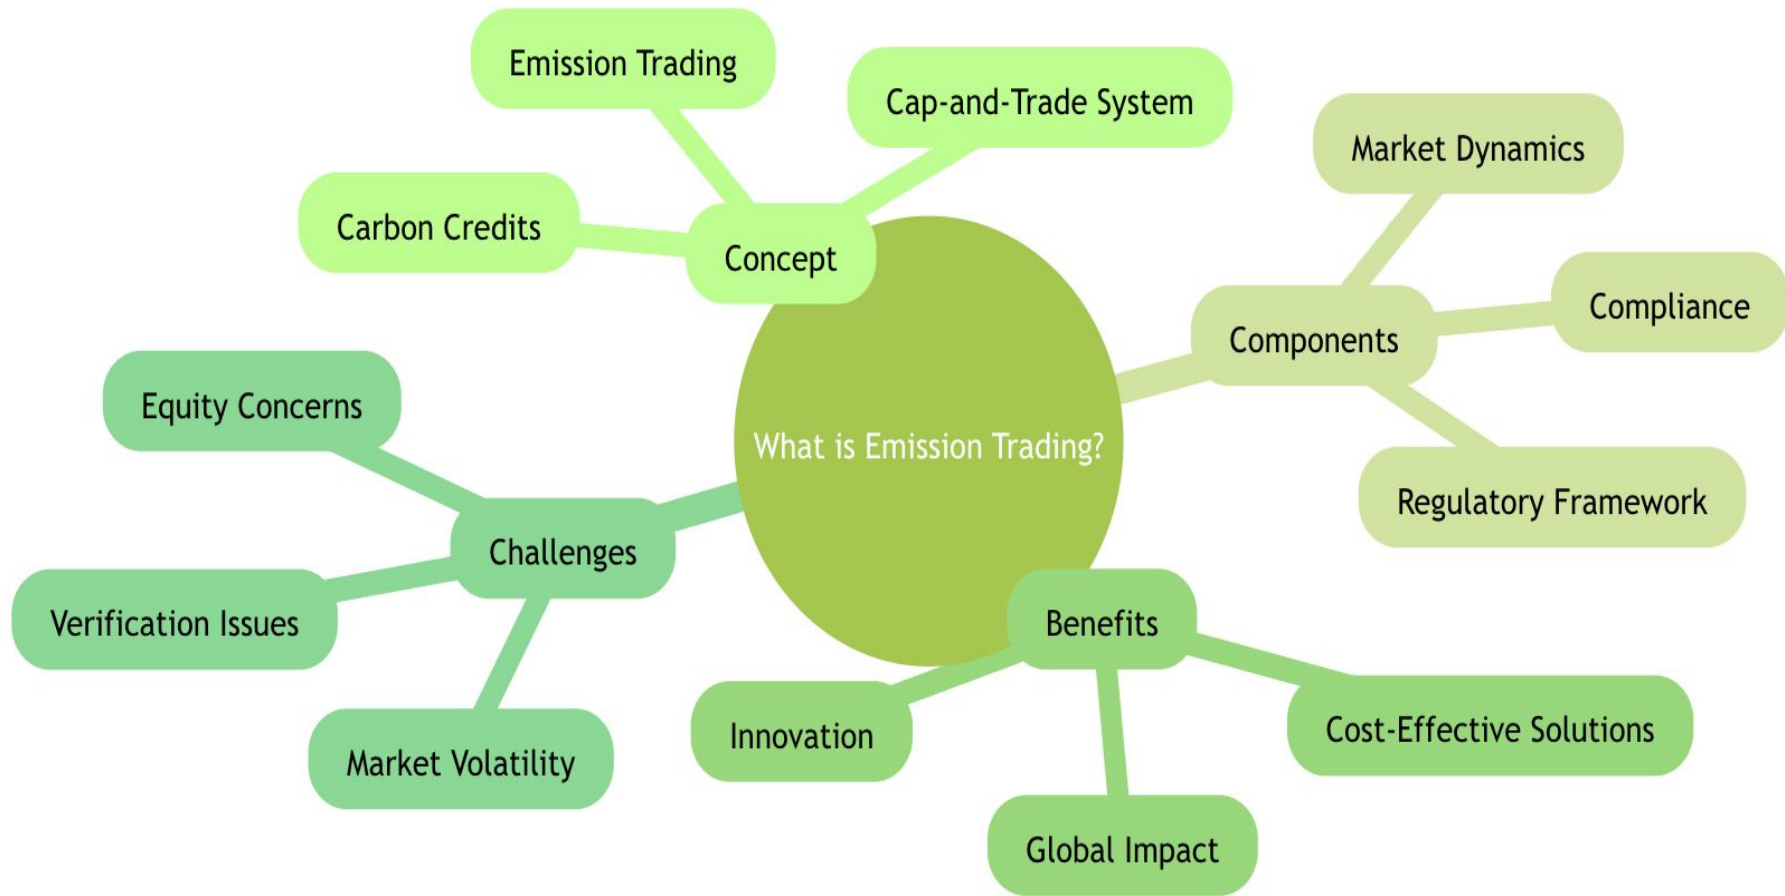 Emission Trading
Cap-and-Trade System
Carbon Credits
Concept
Market Dynamics
Compliance
Components
Regulatory Framework
What is Emission Trading?
Equity Concerns
Challenges
Verification Issues
Market Volatility
Benefits
Innovation
Cost-Effective Solutions
Global Impact